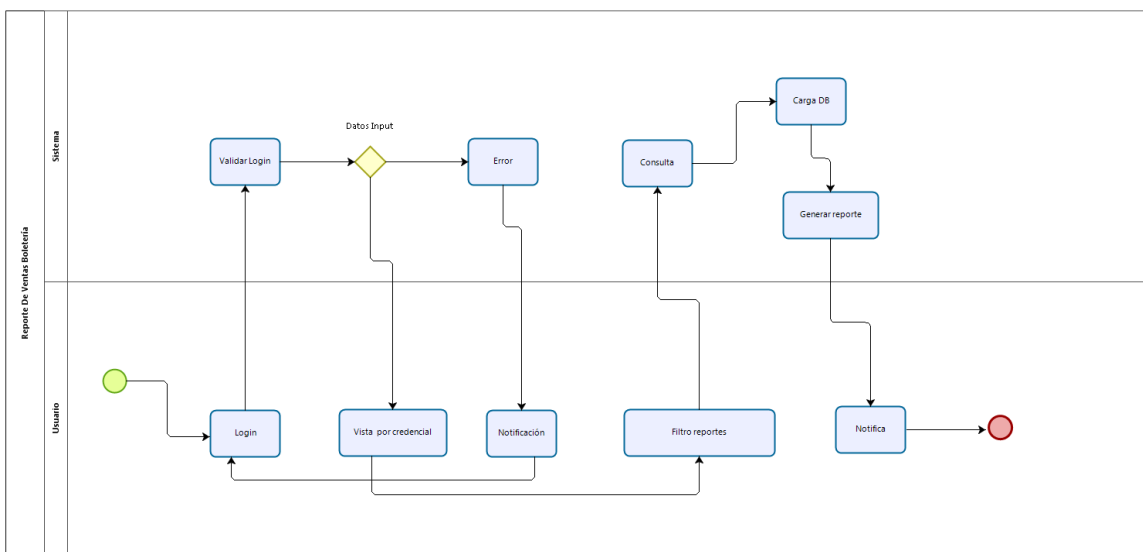 Reporte De Ventas Boletería
Sistema
Usuario
Datos Input
Validar Login
Error
Consulta
Carga DB
Generar reporte
Login
Vista por credencial
Notificación
Filtro reportes
Notifica